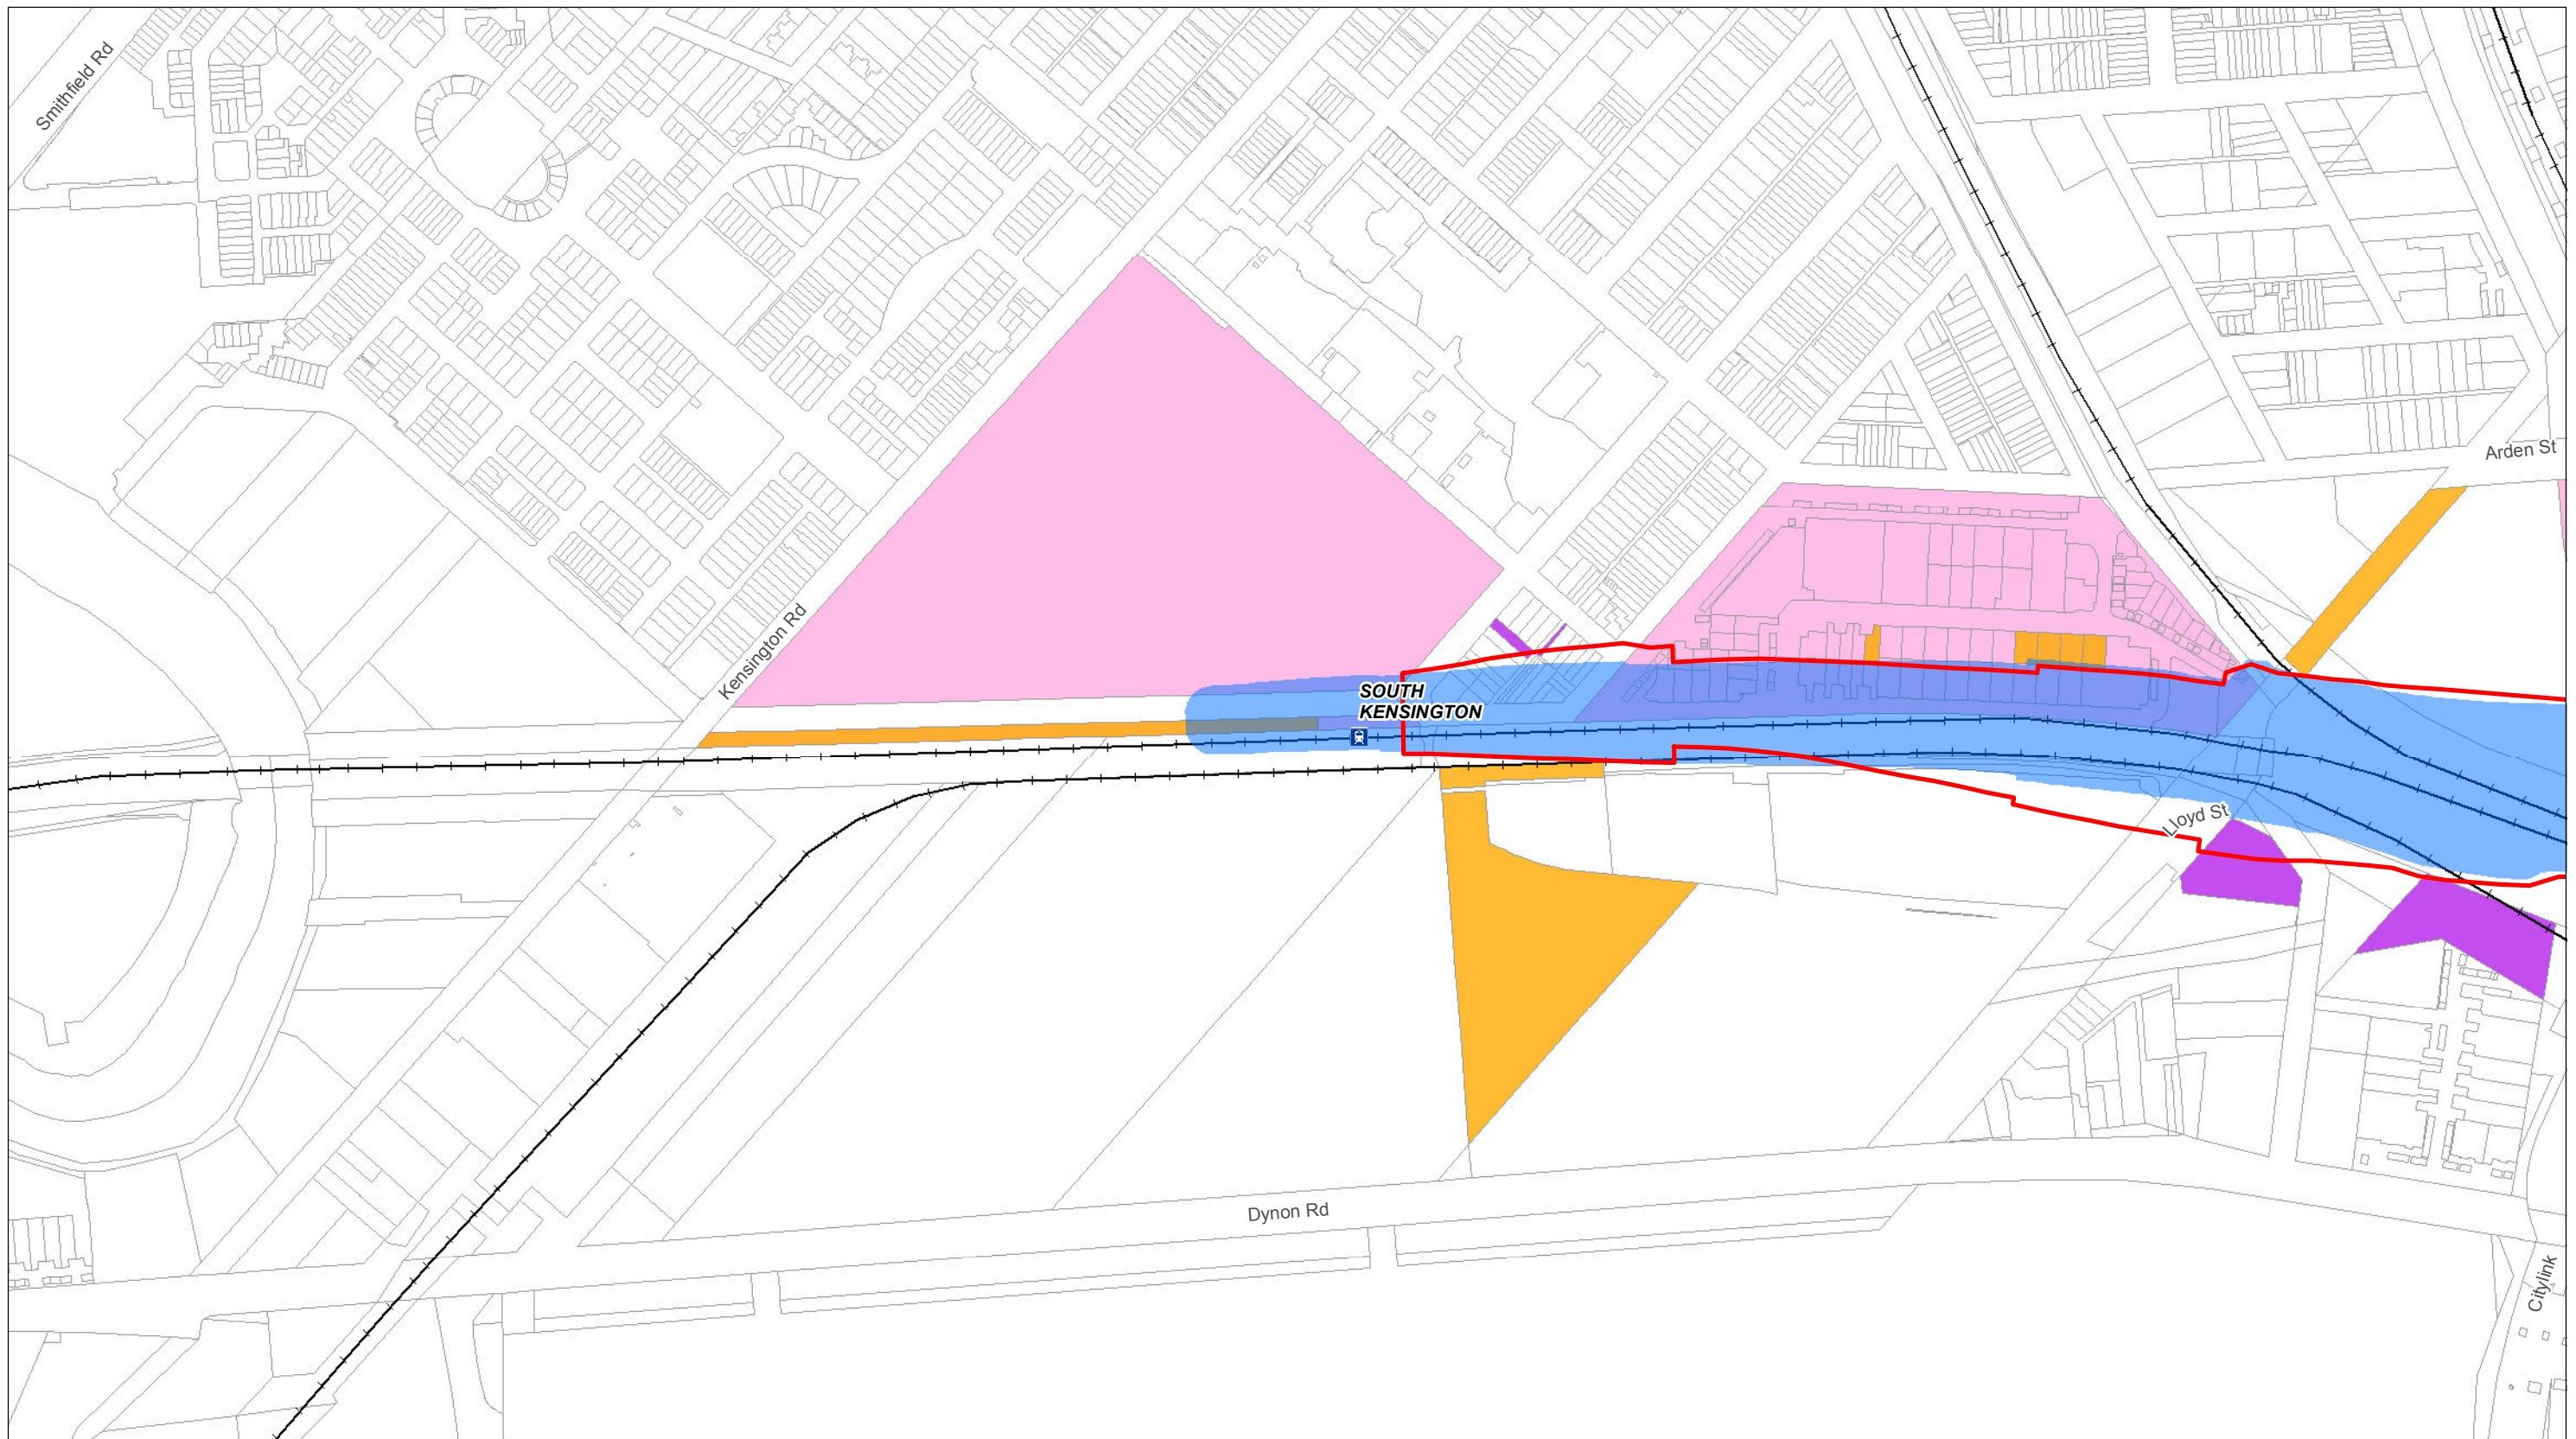 Smithfield Rd
Arden St
Kensington Rd
SOUTH
KENSINGTON
Lloyd St
Dynon Rd
Citylink